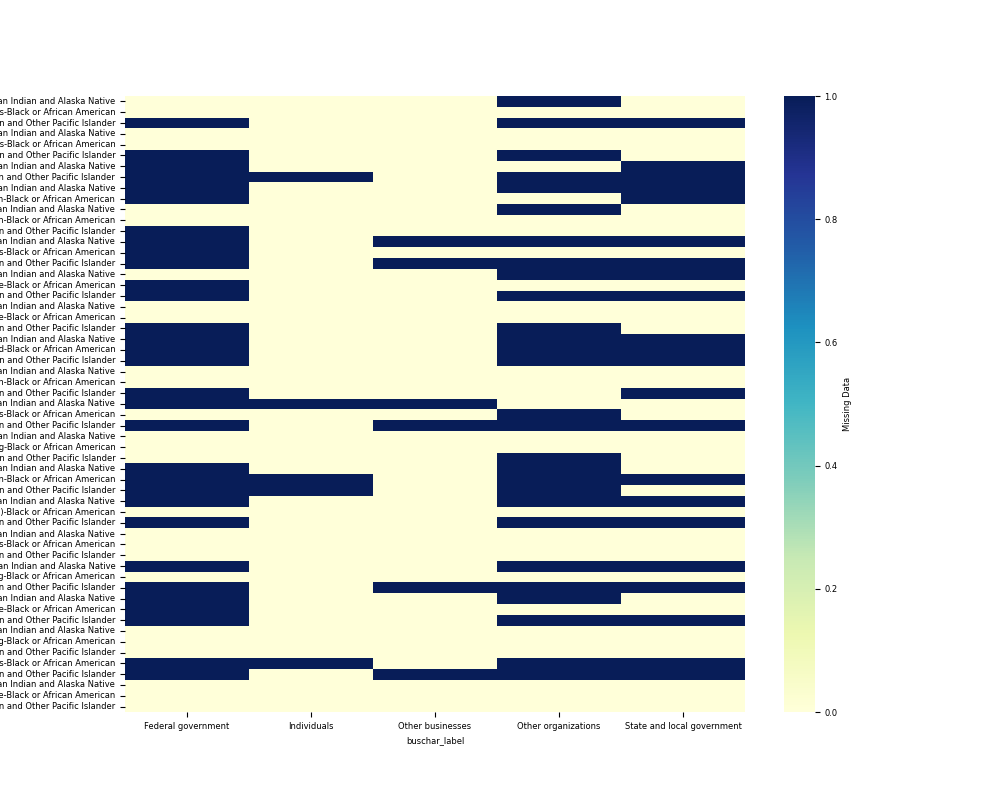 an Indian and Alaska Native
s-Black or African American
n and Other Pacific Islander
an Indian and Alaska Native
s-Black or African American
n and Other Pacific Islander
an Indian and Alaska Native
n and Other Pacific Islander
an Indian and Alaska Native
n-Black or African American
an Indian and Alaska Native
n-Black or African American
n and Other Pacific Islander
an Indian and Alaska Native
s-Black or African American
n and Other Pacific Islander
an Indian and Alaska Native
e-Black or African American
n and Other Pacific Islander
an Indian and Alaska Native
e-Black or African American
n and Other Pacific Islander
an Indian and Alaska Native
d-Black or African American
n and Other Pacific Islander
an Indian and Alaska Native
n-Black or African American
n and Other Pacific Islander
an Indian and Alaska Native
s-Black or African American
n and Other Pacific Islander
an Indian and Alaska Native
g-Black or African American
n and Other Pacific Islander
an Indian and Alaska Native
n-Black or African American
n and Other Pacific Islander
an Indian and Alaska Native
)-Black or African American
n and Other Pacific Islander
an Indian and Alaska Native
s-Black or African American
n and Other Pacific Islander
an Indian and Alaska Native
g-Black or African American
n and Other Pacific Islander
an Indian and Alaska Native
e-Black or African American
n and Other Pacific Islander
an Indian and Alaska Native
g-Black or African American
n and Other Pacific Islander
s-Black or African American
n and Other Pacific Islander
an Indian and Alaska Native
e-Black or African American
n and Other Pacific Islander
Federal government Individuals Other businesses Other organizations State and local government
buschar_label
1.0
0.8
0.6
0.4
0.2
0.0
Missing Data